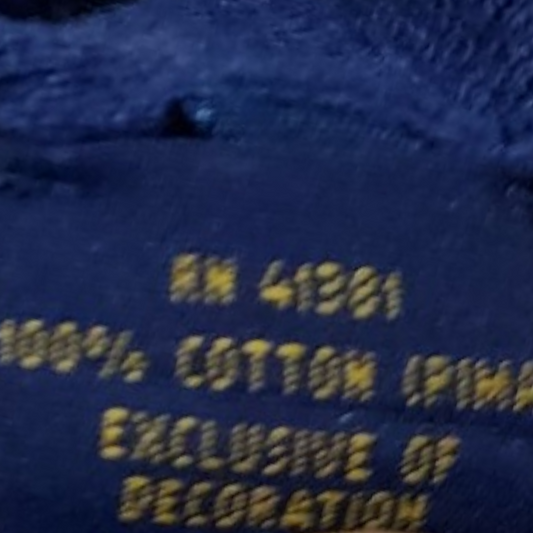 RN 41381
100% COTTON (PIMA
EXCLUSIVE OF
DECORATION